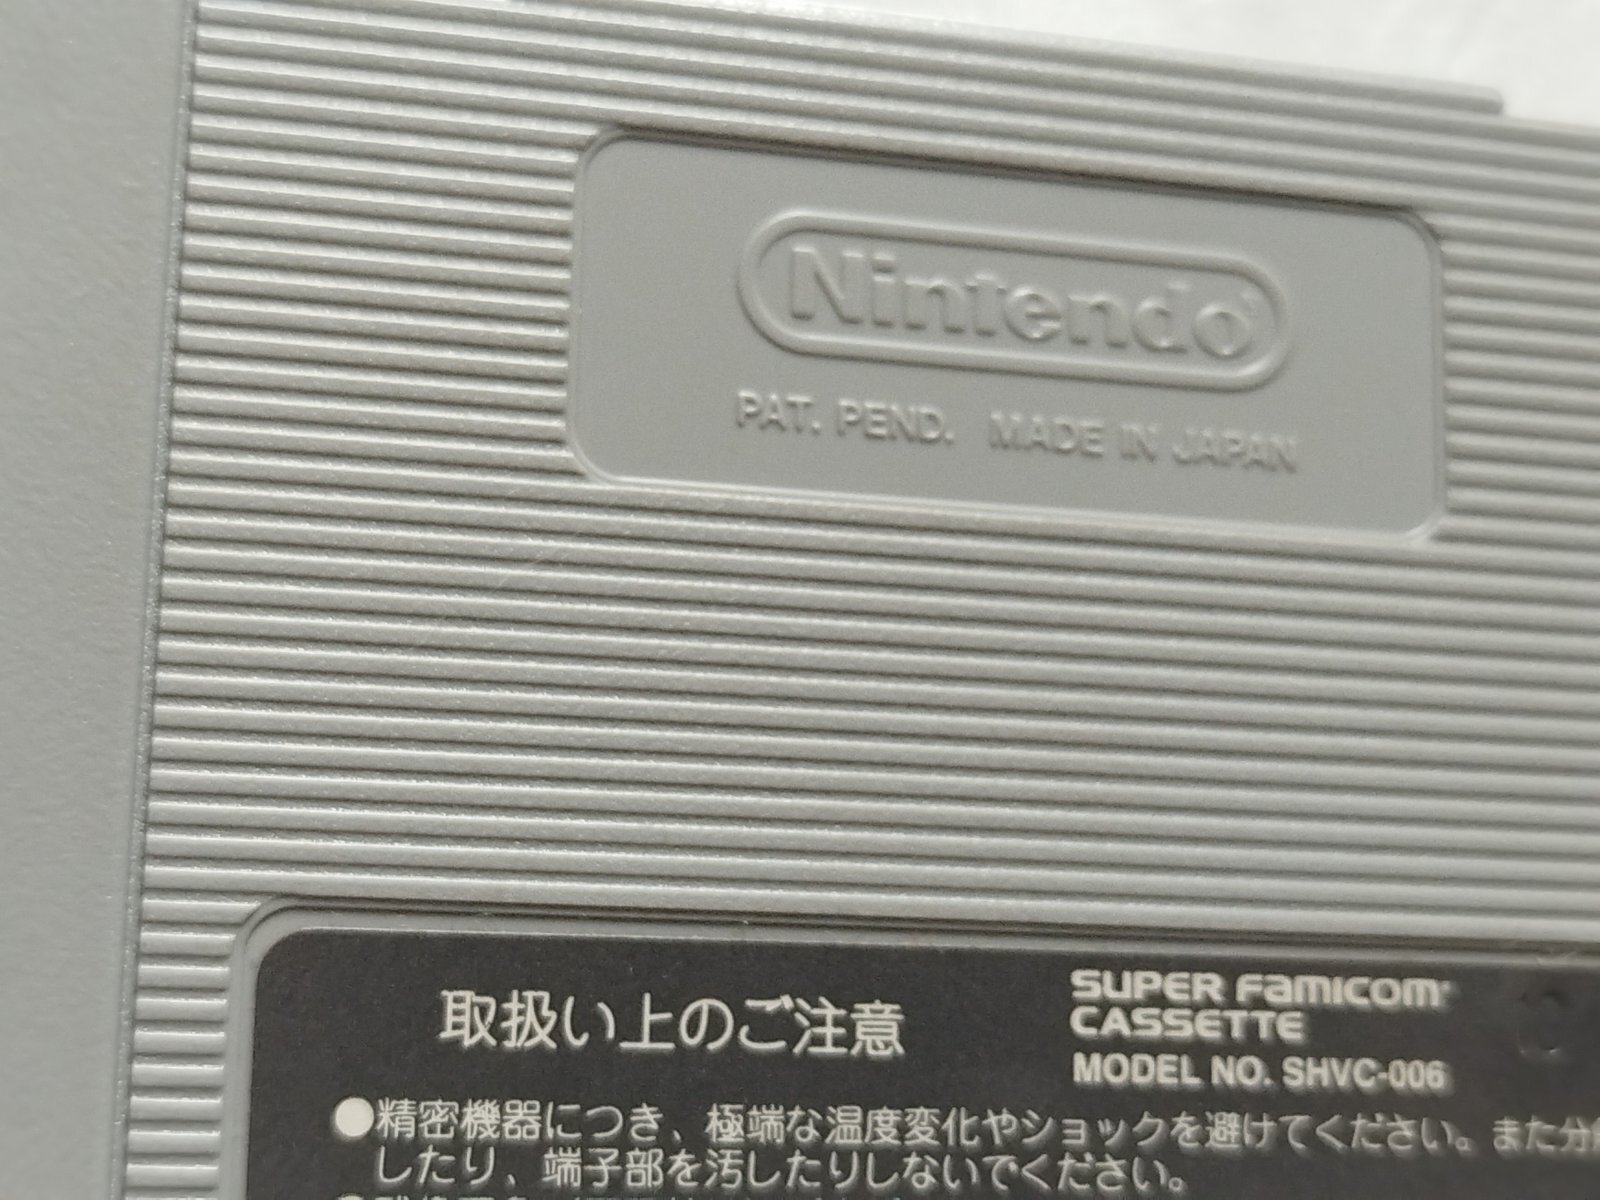 Nintendo
PAT. PEND. MADE IN JAPAN
取扱い上のご注意
SUPER FAMICOM
CASSETTE
MODEL NO. SHVC-006
●精密機器につき、極端な温度変化やショックを避けてください。また分
したり、端子部を汚したりしないでください。